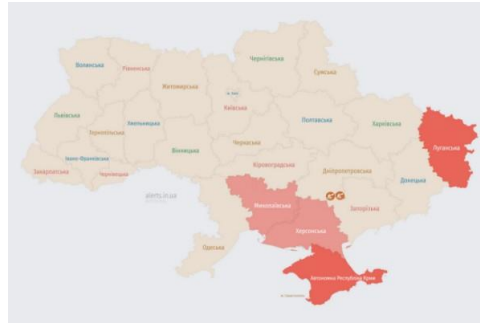 Чернігівська
Волинська
Рівненська
Сумська
Житомирська
м. Київ
Київська
Львівська
Тернопільська
Хмельницька
Полтавська
Харківська
Луганська
Черкаська
Вінницька
Івано-Франківська
Закарпатська
Чернівецька
Кіровоградська
Дніпропетровська
Донецька
alerts.in.ua
Миколаївська
Запорізька
Херсонська
Одеська
Автономна Республіка Крим